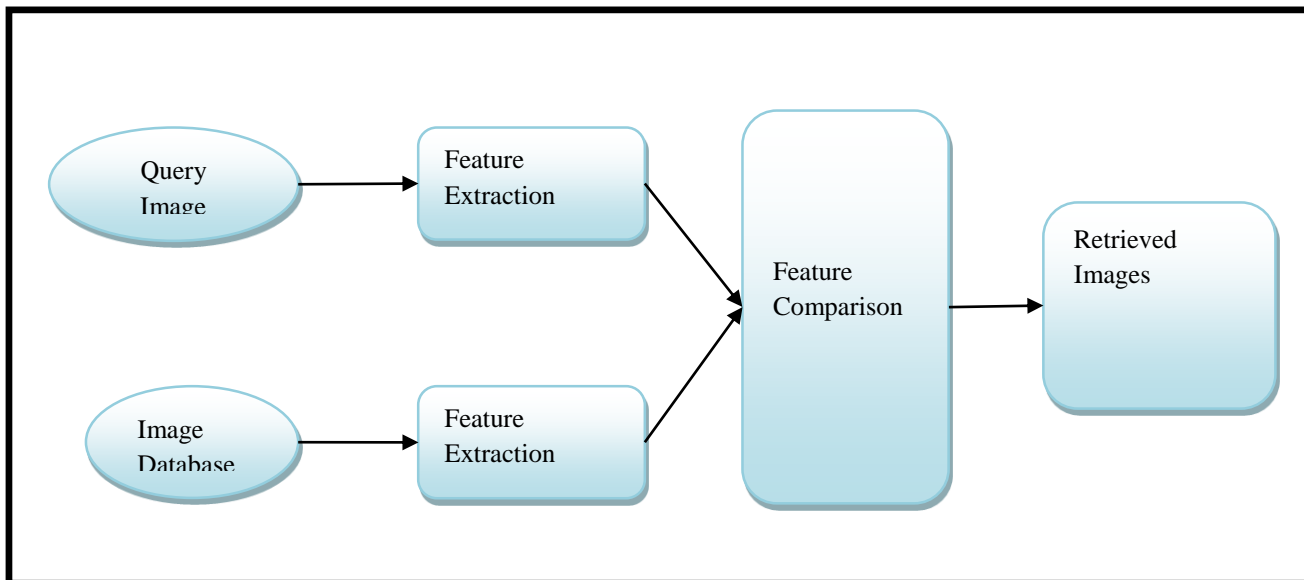 Query
Image
Feature
Extraction
Feature
Comparison
Retrieved
Images
Image
Database
Feature
Extraction